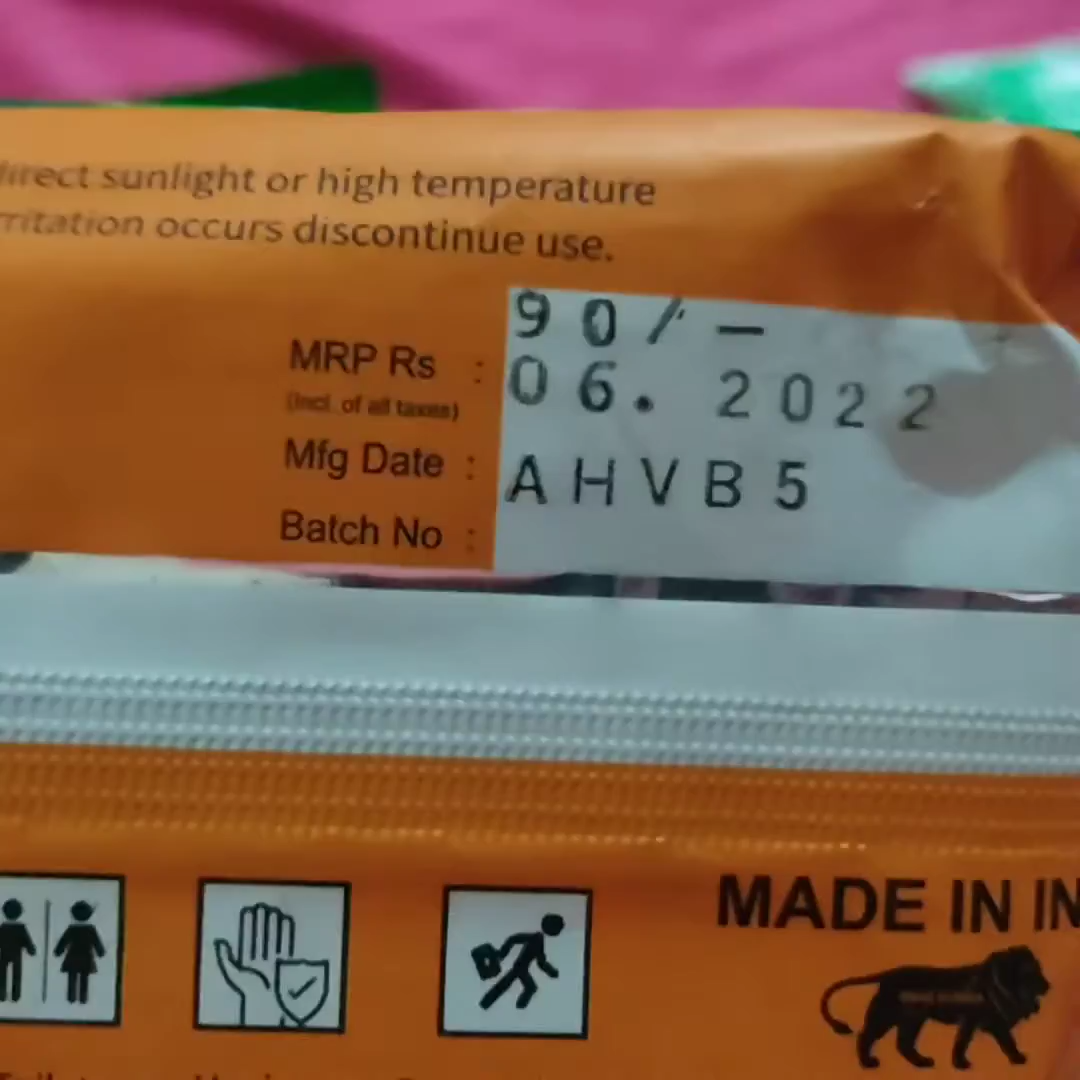 direct sunlight or high temperature
rritation occurs discontinue use.
90/-
MRP Rs :
(Incl. of all taxes)
06. 2022
Mfg Date :
AHVB5
Batch No :
MADE IN IN